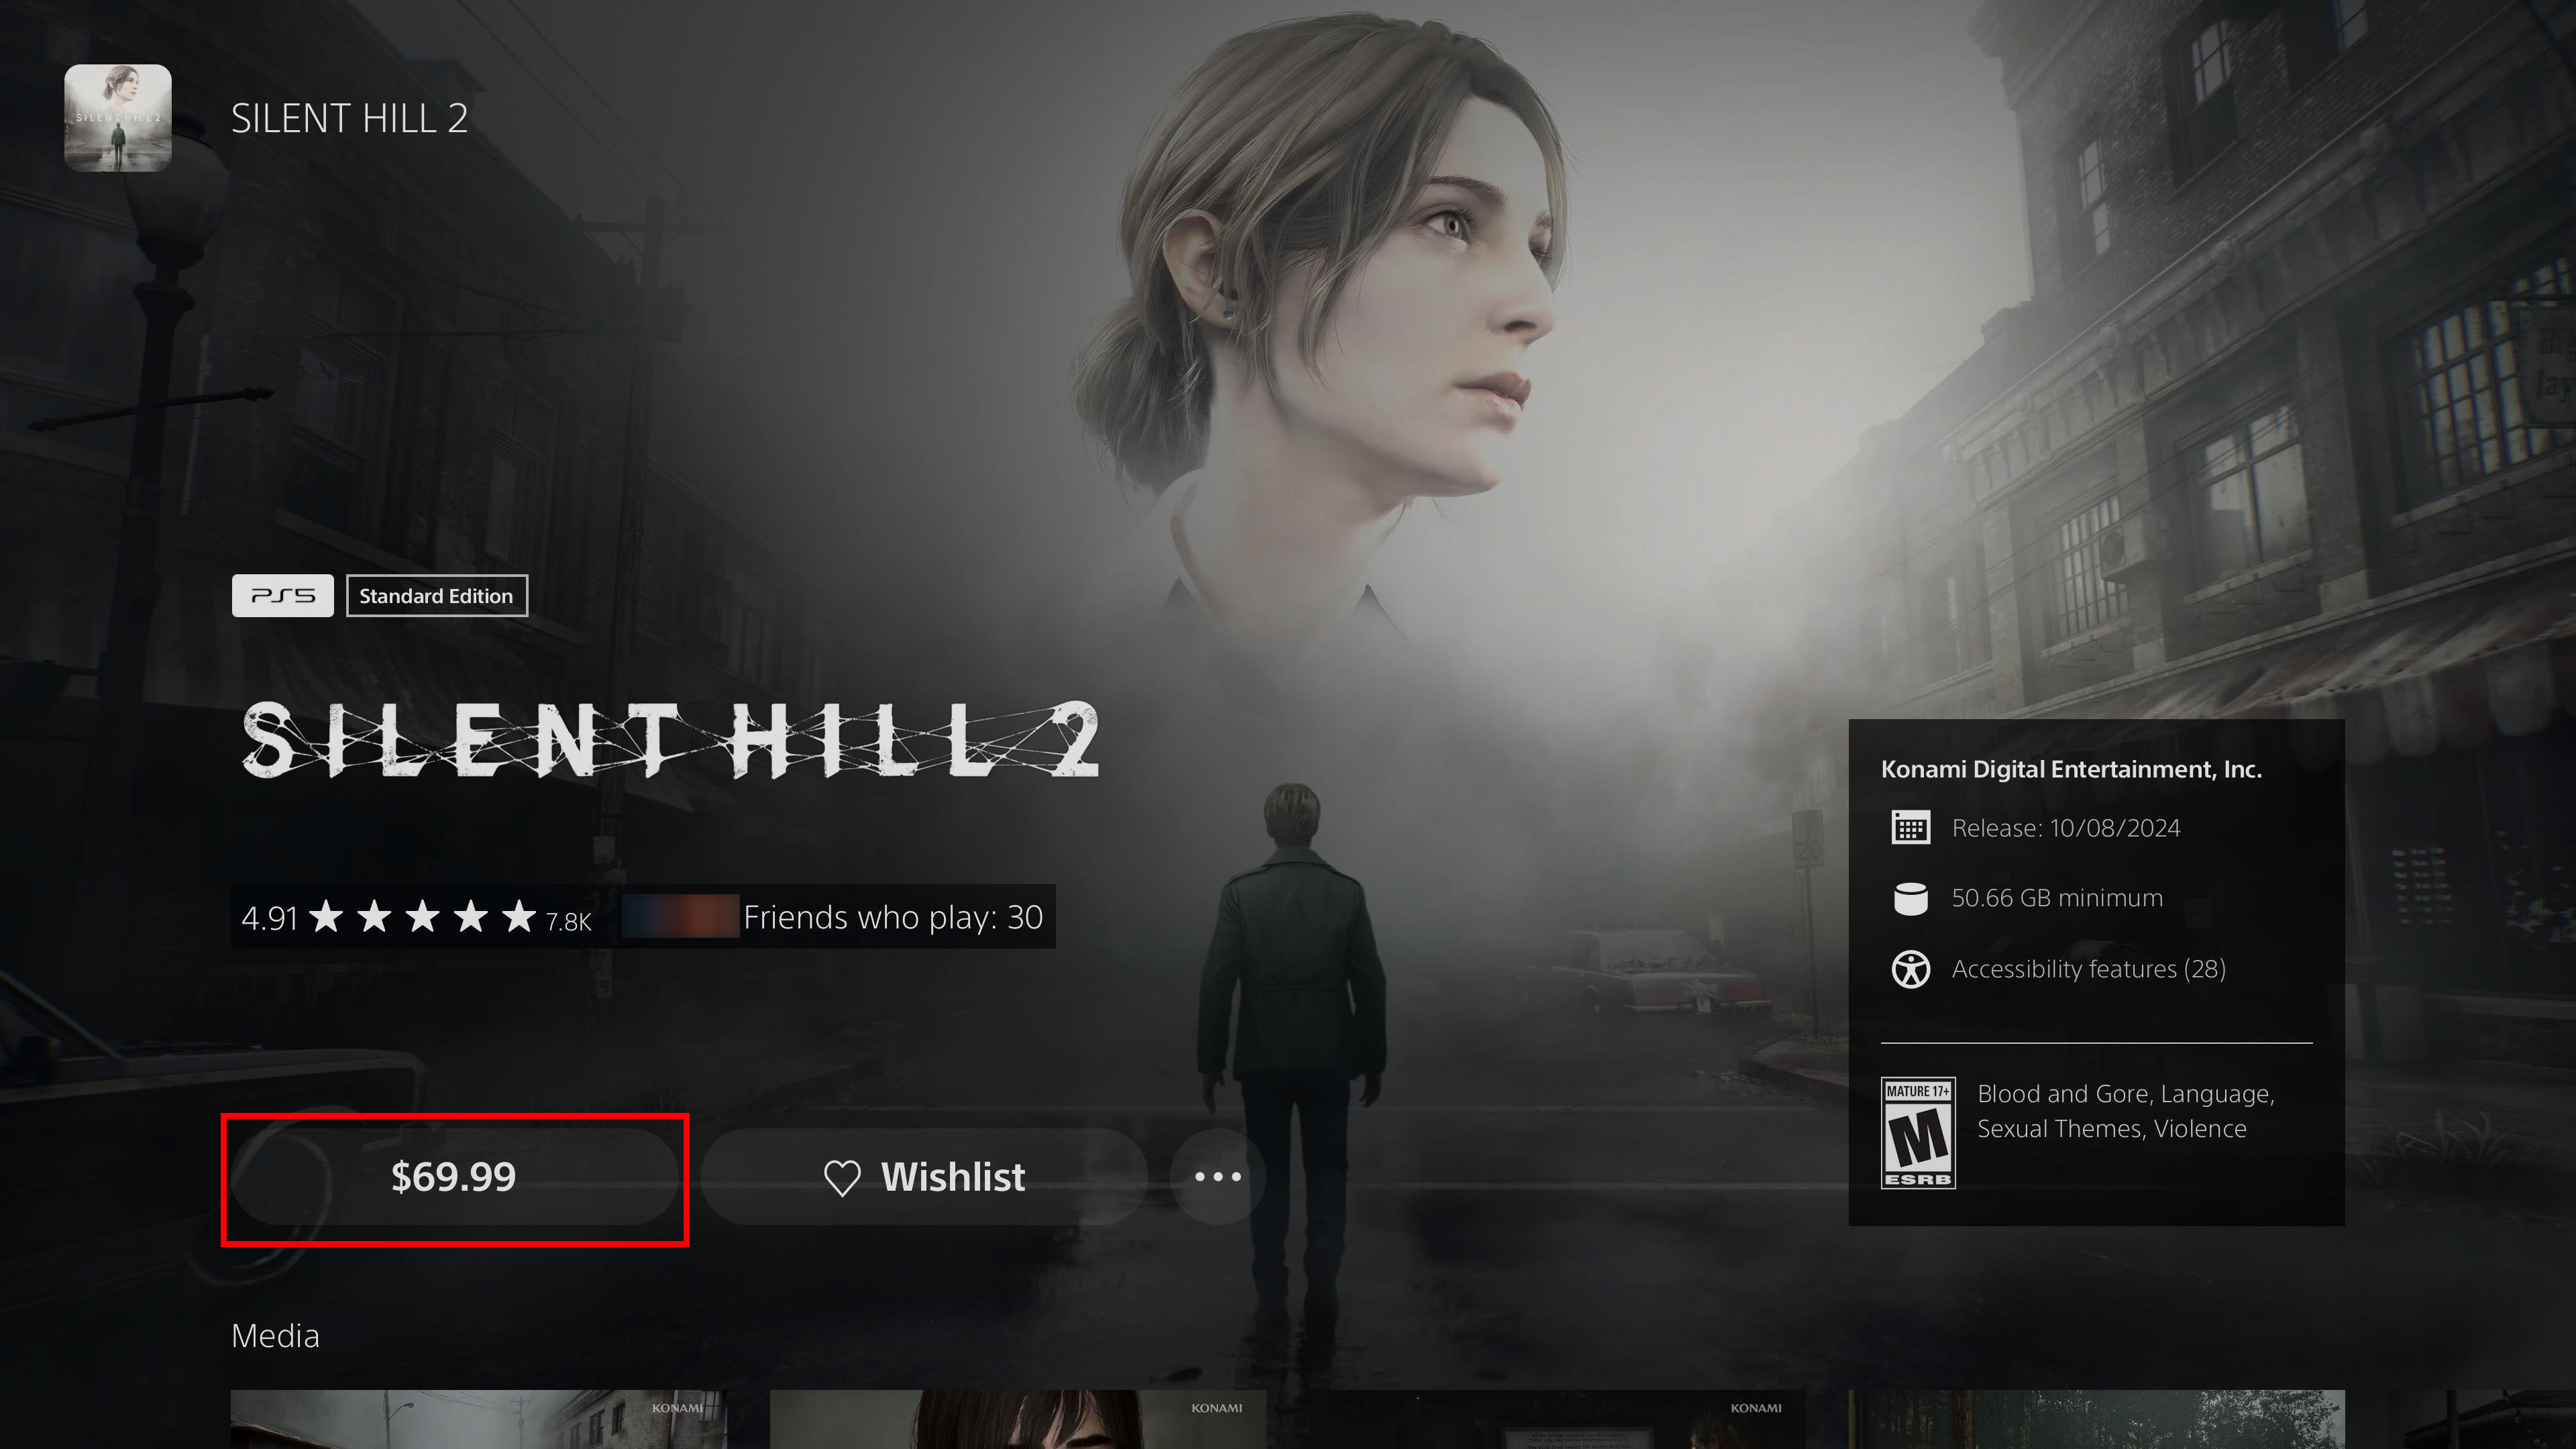 SILENT HILL 2
SILENT HILL 2
PS5
Standard Edition
SILENT HILL 2
4.91
7.8K
Friends who play: 30
$69.99
Wishlist
Konami Digital Entertainment, Inc.
Release: 10/08/2024
50.66 GB minimum
Accessibility features (28)
MATURE 17+
M
ESRB
Blood and Gore, Language,
Sexual Themes, Violence
Media
KONAMI
KONAMI
KONAMI